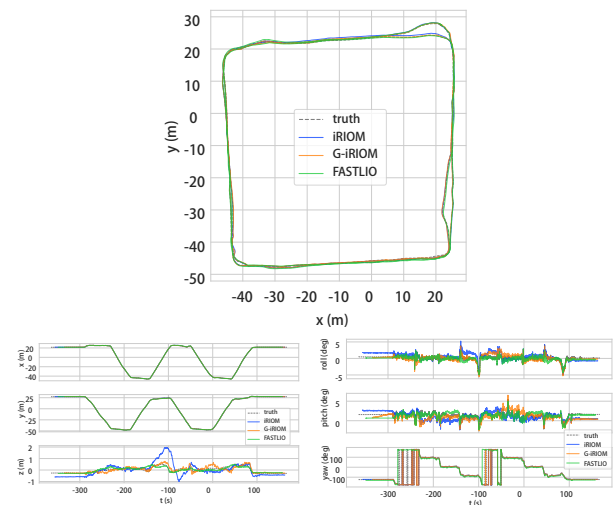 30
20
10
0
-10
-20
-30
-40
-50
y (m)
truth
iRIOM
G-iRIOM
FASTLIO
-40 -30 -20 -10 0 10 20
x (m)
x (m)
20
0
-20
-40
y (m)
25
0
-25
-50
truth
iRIOM
G-iRIOM
FASTLIO
z (m)
2
1
0
-1
-300 -200 -100 0 100
t (s)
roll (deg)
5
0
-5
pitch (deg)
5
0
truth
iRIOM
G-iRIOM
FASTLIO
yaw (deg)
100
0
-100
-300 -200 -100 0 100
t (s)